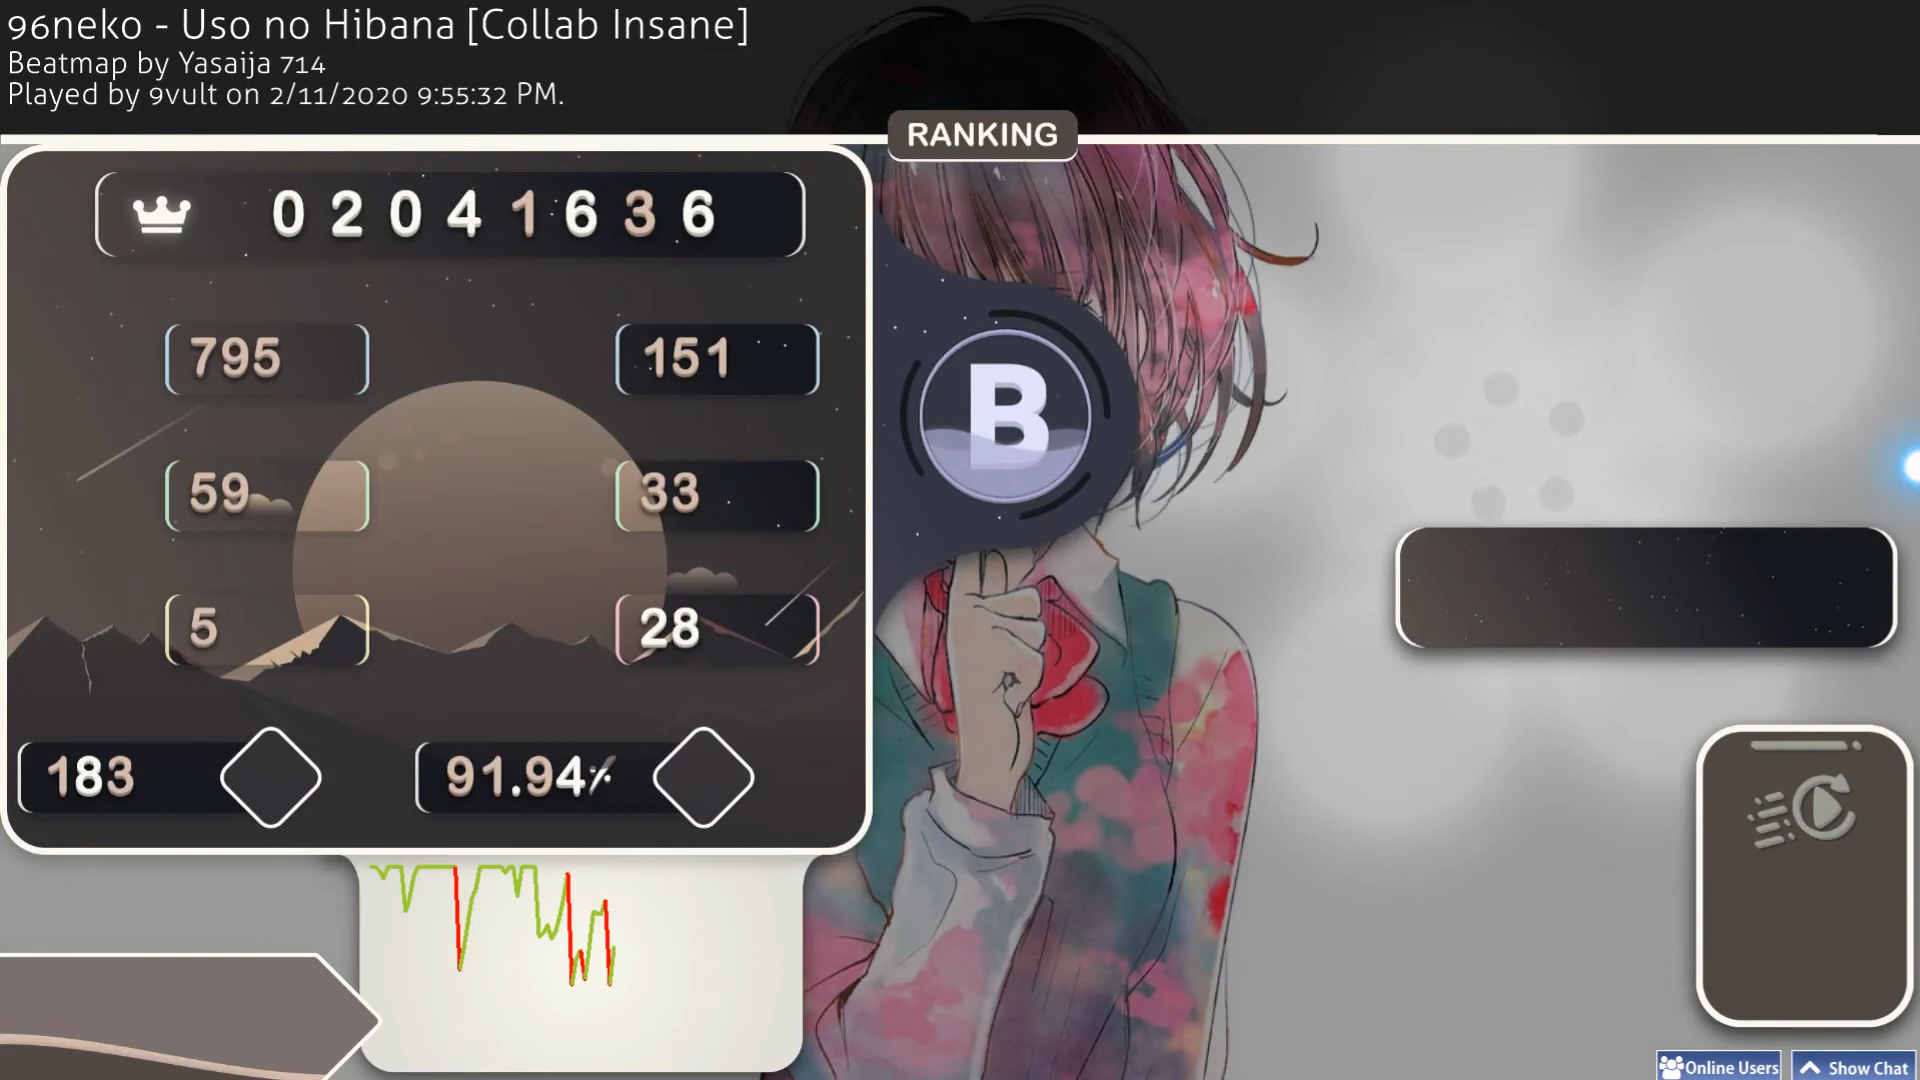 96neko - Uso no Hibana [Collab Insane]
Beatmap by Yasaija 714
Played by 9vult on 2/11/2020 9:55:32 PM.
RANKING
02041636
795 151
B
59 33
5 28
183 91.94%
Online Users Show Chat